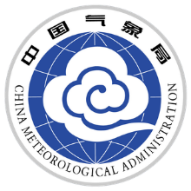 中国气象局
CHINA METEOROLOGICAL ADMINISTRATION